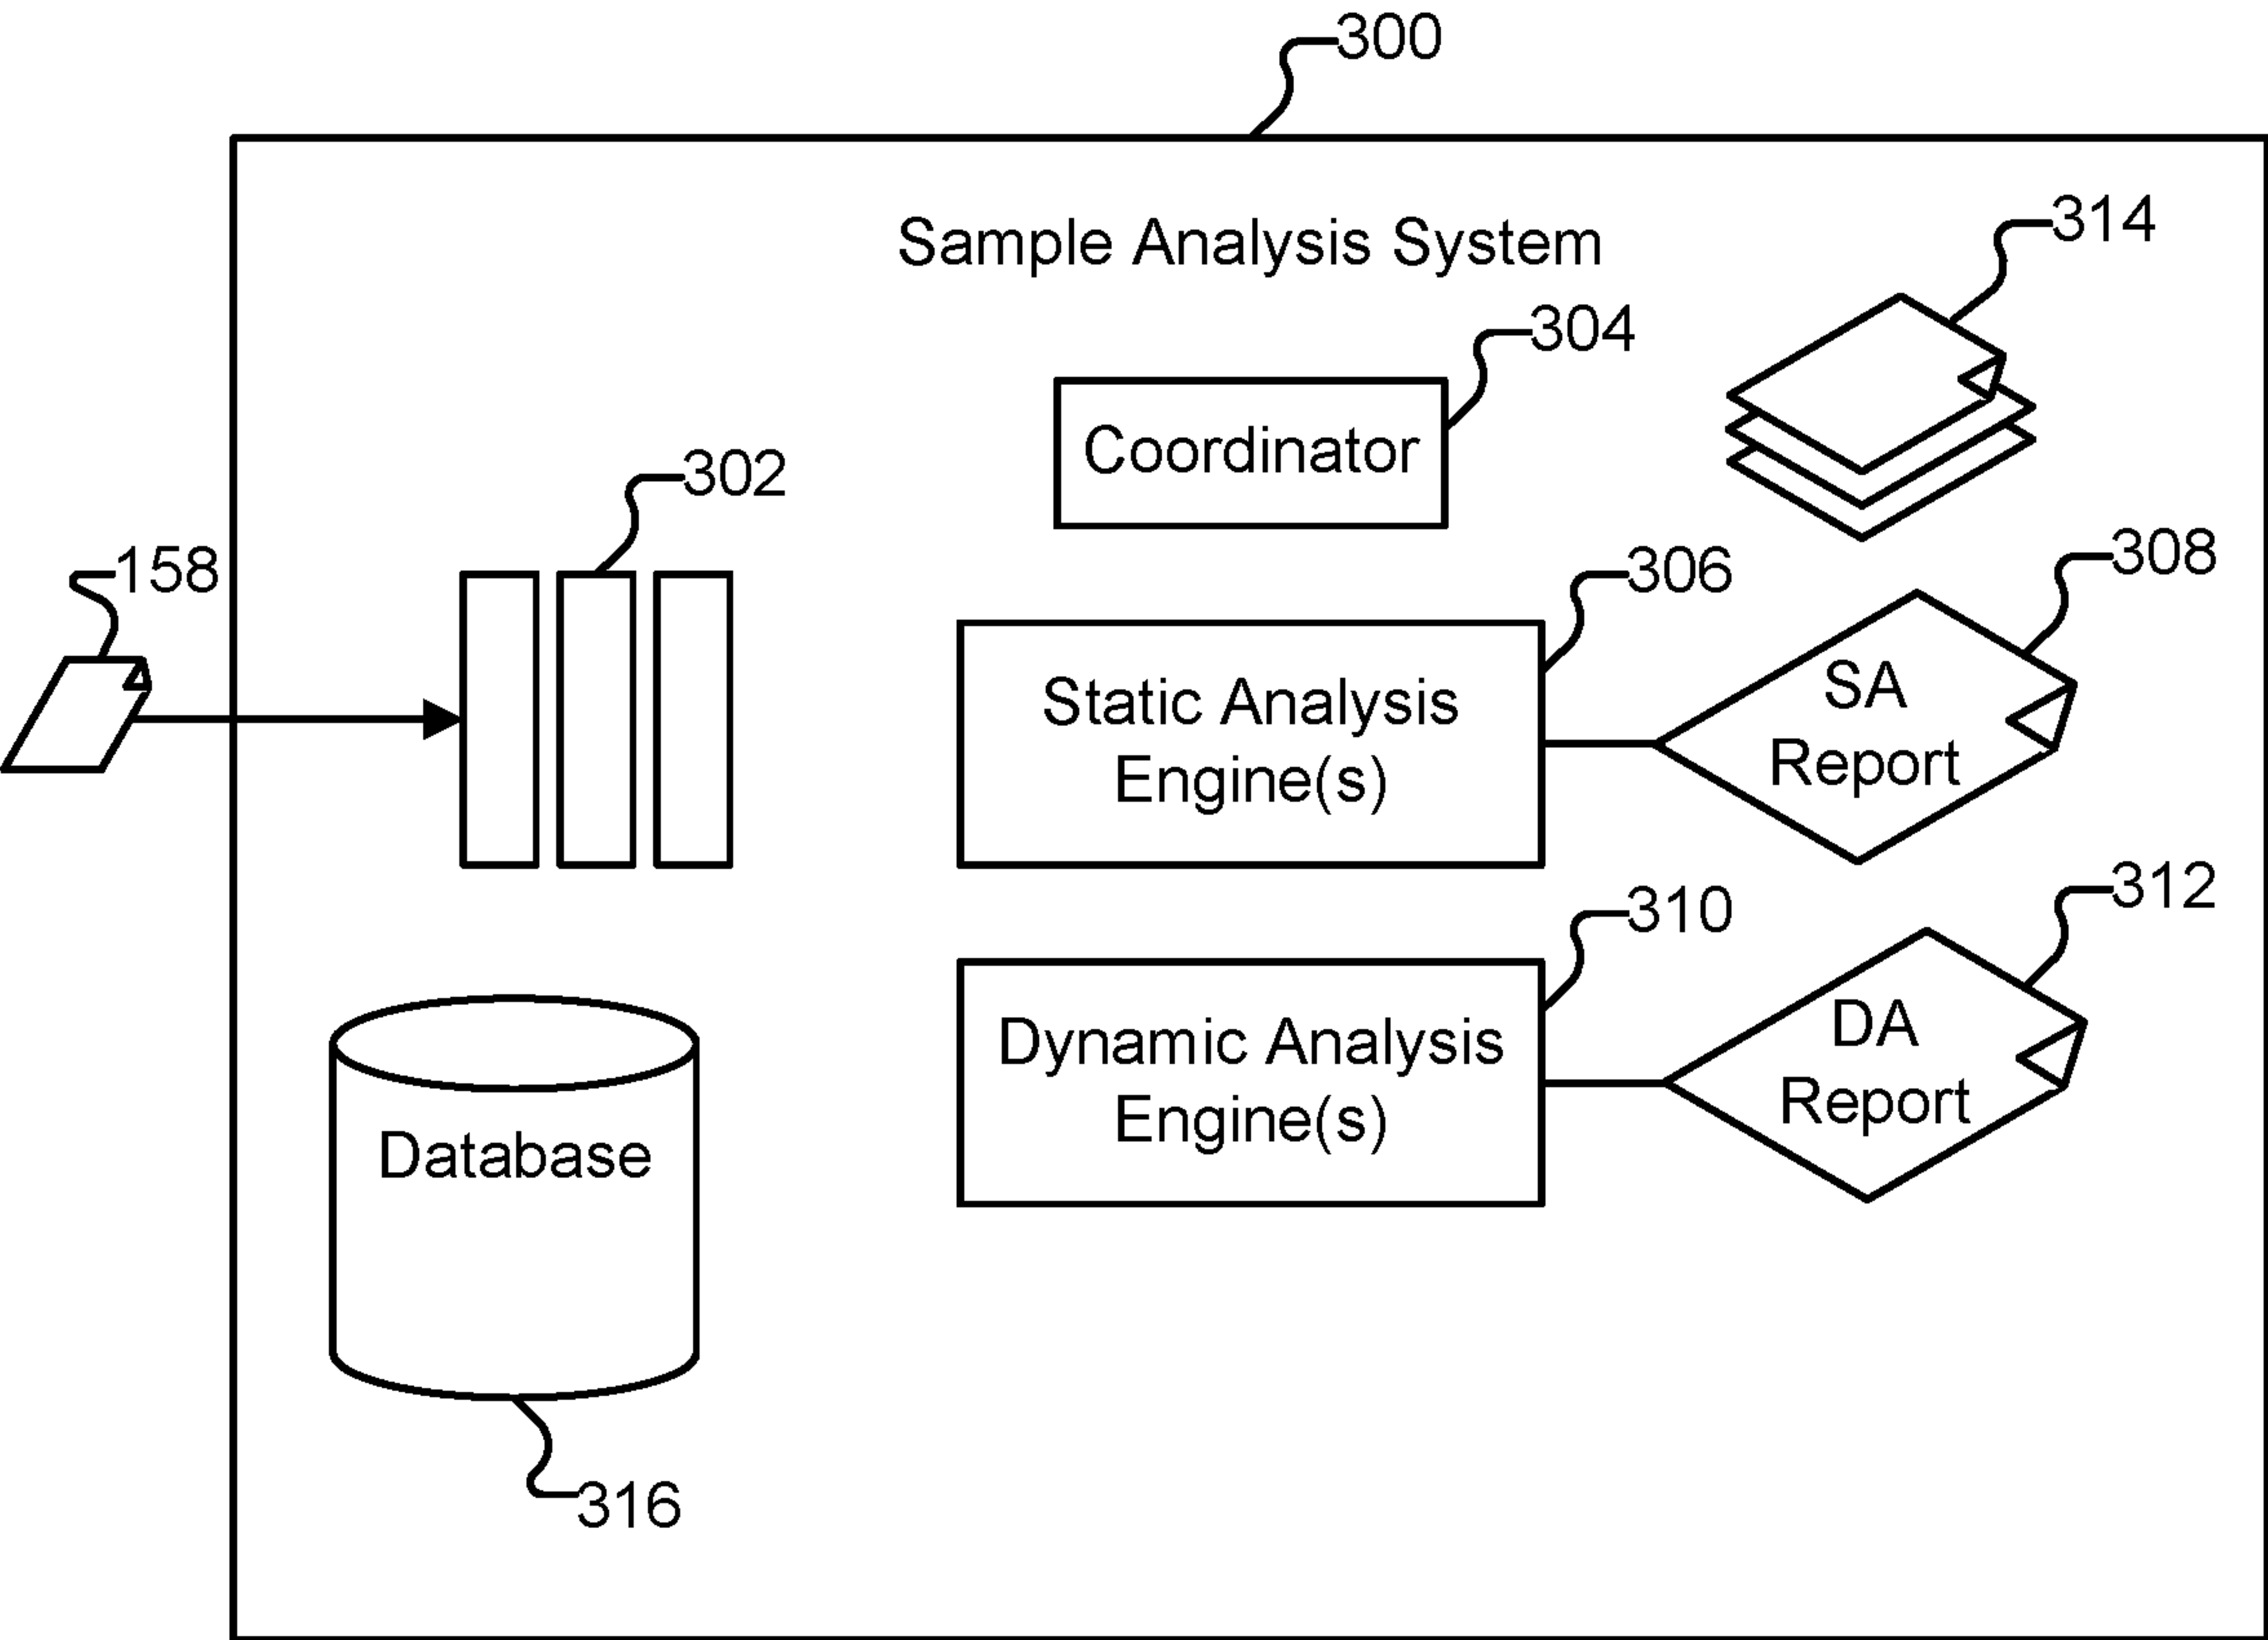 300
Sample Analysis System
314
304
Coordinator
302
158
306
308
Static Analysis
Engine(s)
SA
Report
310
312
Dynamic Analysis
Engine(s)
DA
Report
Database
316